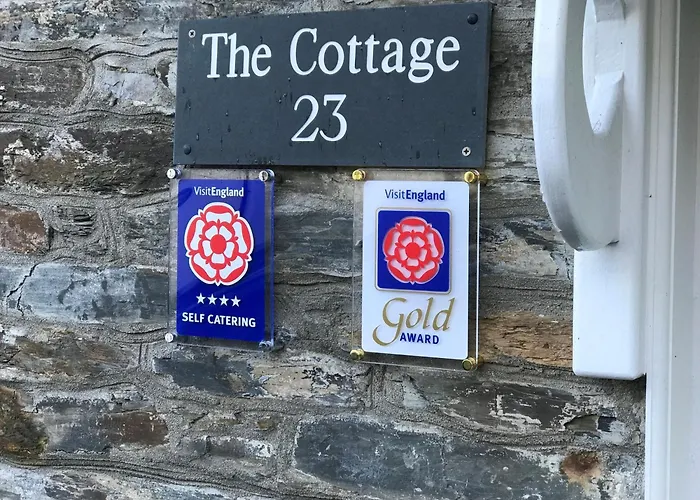 The Cottage
23
VisitEngland
SELF CATERING
VisitEngland
Gold
AWARD